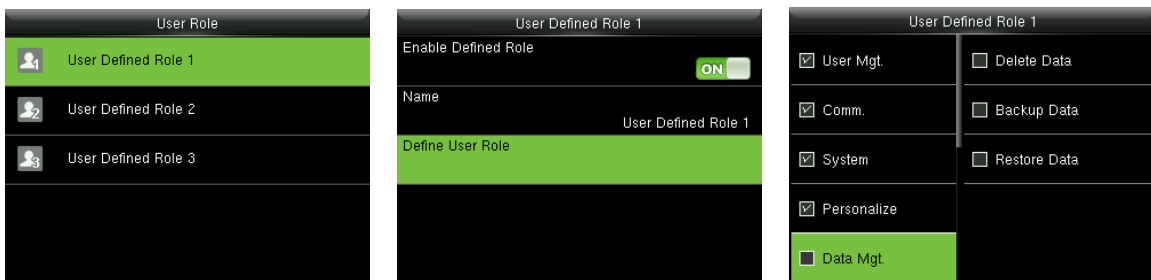 User Role
User Defined Role 1
User Defined Role 2
User Defined Role 3
User Defined Role 1
Enable Defined Role
ON
Name
User Defined Role 1
Define User Role
User Defined Role 1
User Mgt.
Delete Data
Comm.
Backup Data
System
Restore Data
Personalize
Data Mgt.